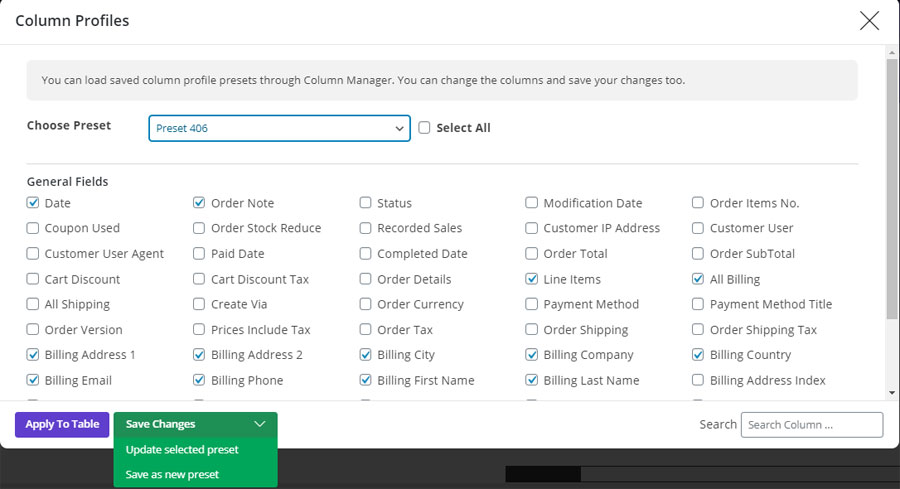 Column Profiles
You can load saved column profile presets through Column Manager. You can change the columns and save your changes too.
Choose Preset Preset 406 Select All
General Fields
Date Order Note Status Modification Date Order Items No.
Coupon Used Order Stock Reduce Recorded Sales Customer IP Address Customer User
Customer User Agent Paid Date Completed Date Order Total Order SubTotal
Cart Discount Cart Discount Tax Order Details Line Items All Billing
All Shipping Create Via Order Currency Payment Method Payment Method Title
Order Version Prices Include Tax Order Tax Order Shipping Order Shipping Tax
Billing Address 1 Billing Address 2 Billing City Billing Company Billing Country
Billing Email Billing Phone Billing First Name Billing Last Name Billing Address Index
Apply To Table Save Changes Search Search Column ...
Update selected preset
Save as new preset